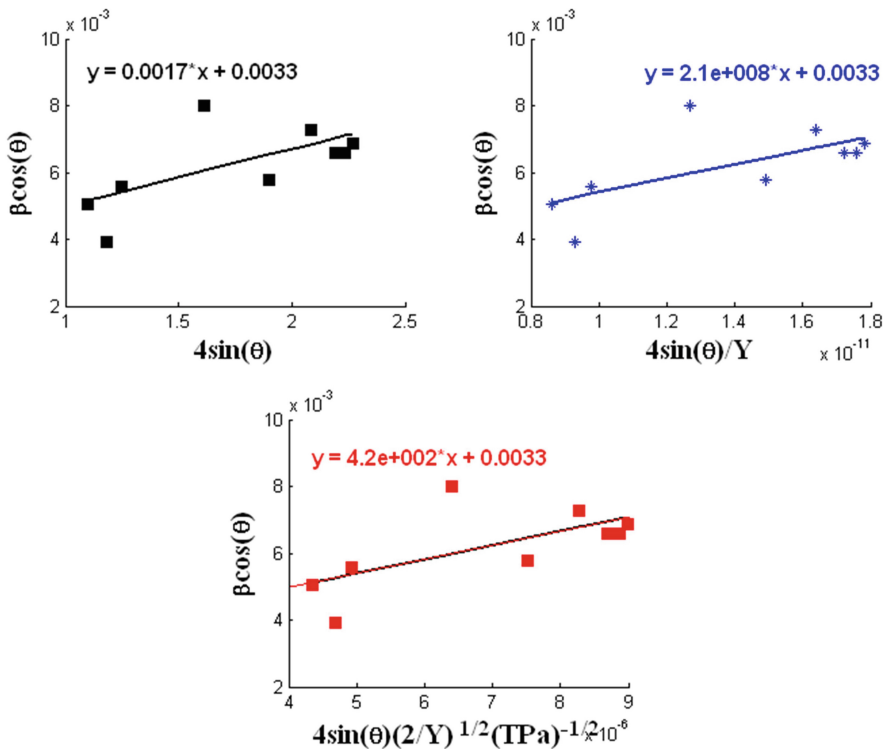 x 10⁻³ x 10⁻³
10 10
y = 0.0017*x + 0.0033 y = 2.1e+008*x + 0.0033
8 8
βcos(θ) βcos(θ)
6 6
4 4
2 2
1 1.5 2 2.5 0.8 1 1.2 1.4 1.6 1.8
4sin(θ) 4sin(θ)/Y x 10⁻¹¹
x 10⁻³
10
y = 4.2e+002*x + 0.0033
8
βcos(θ)
6
4
2
4 5 6 7 8 9
4sin(θ)(2/Y) ¹/²(TPa)⁻¹/² x10⁻⁶